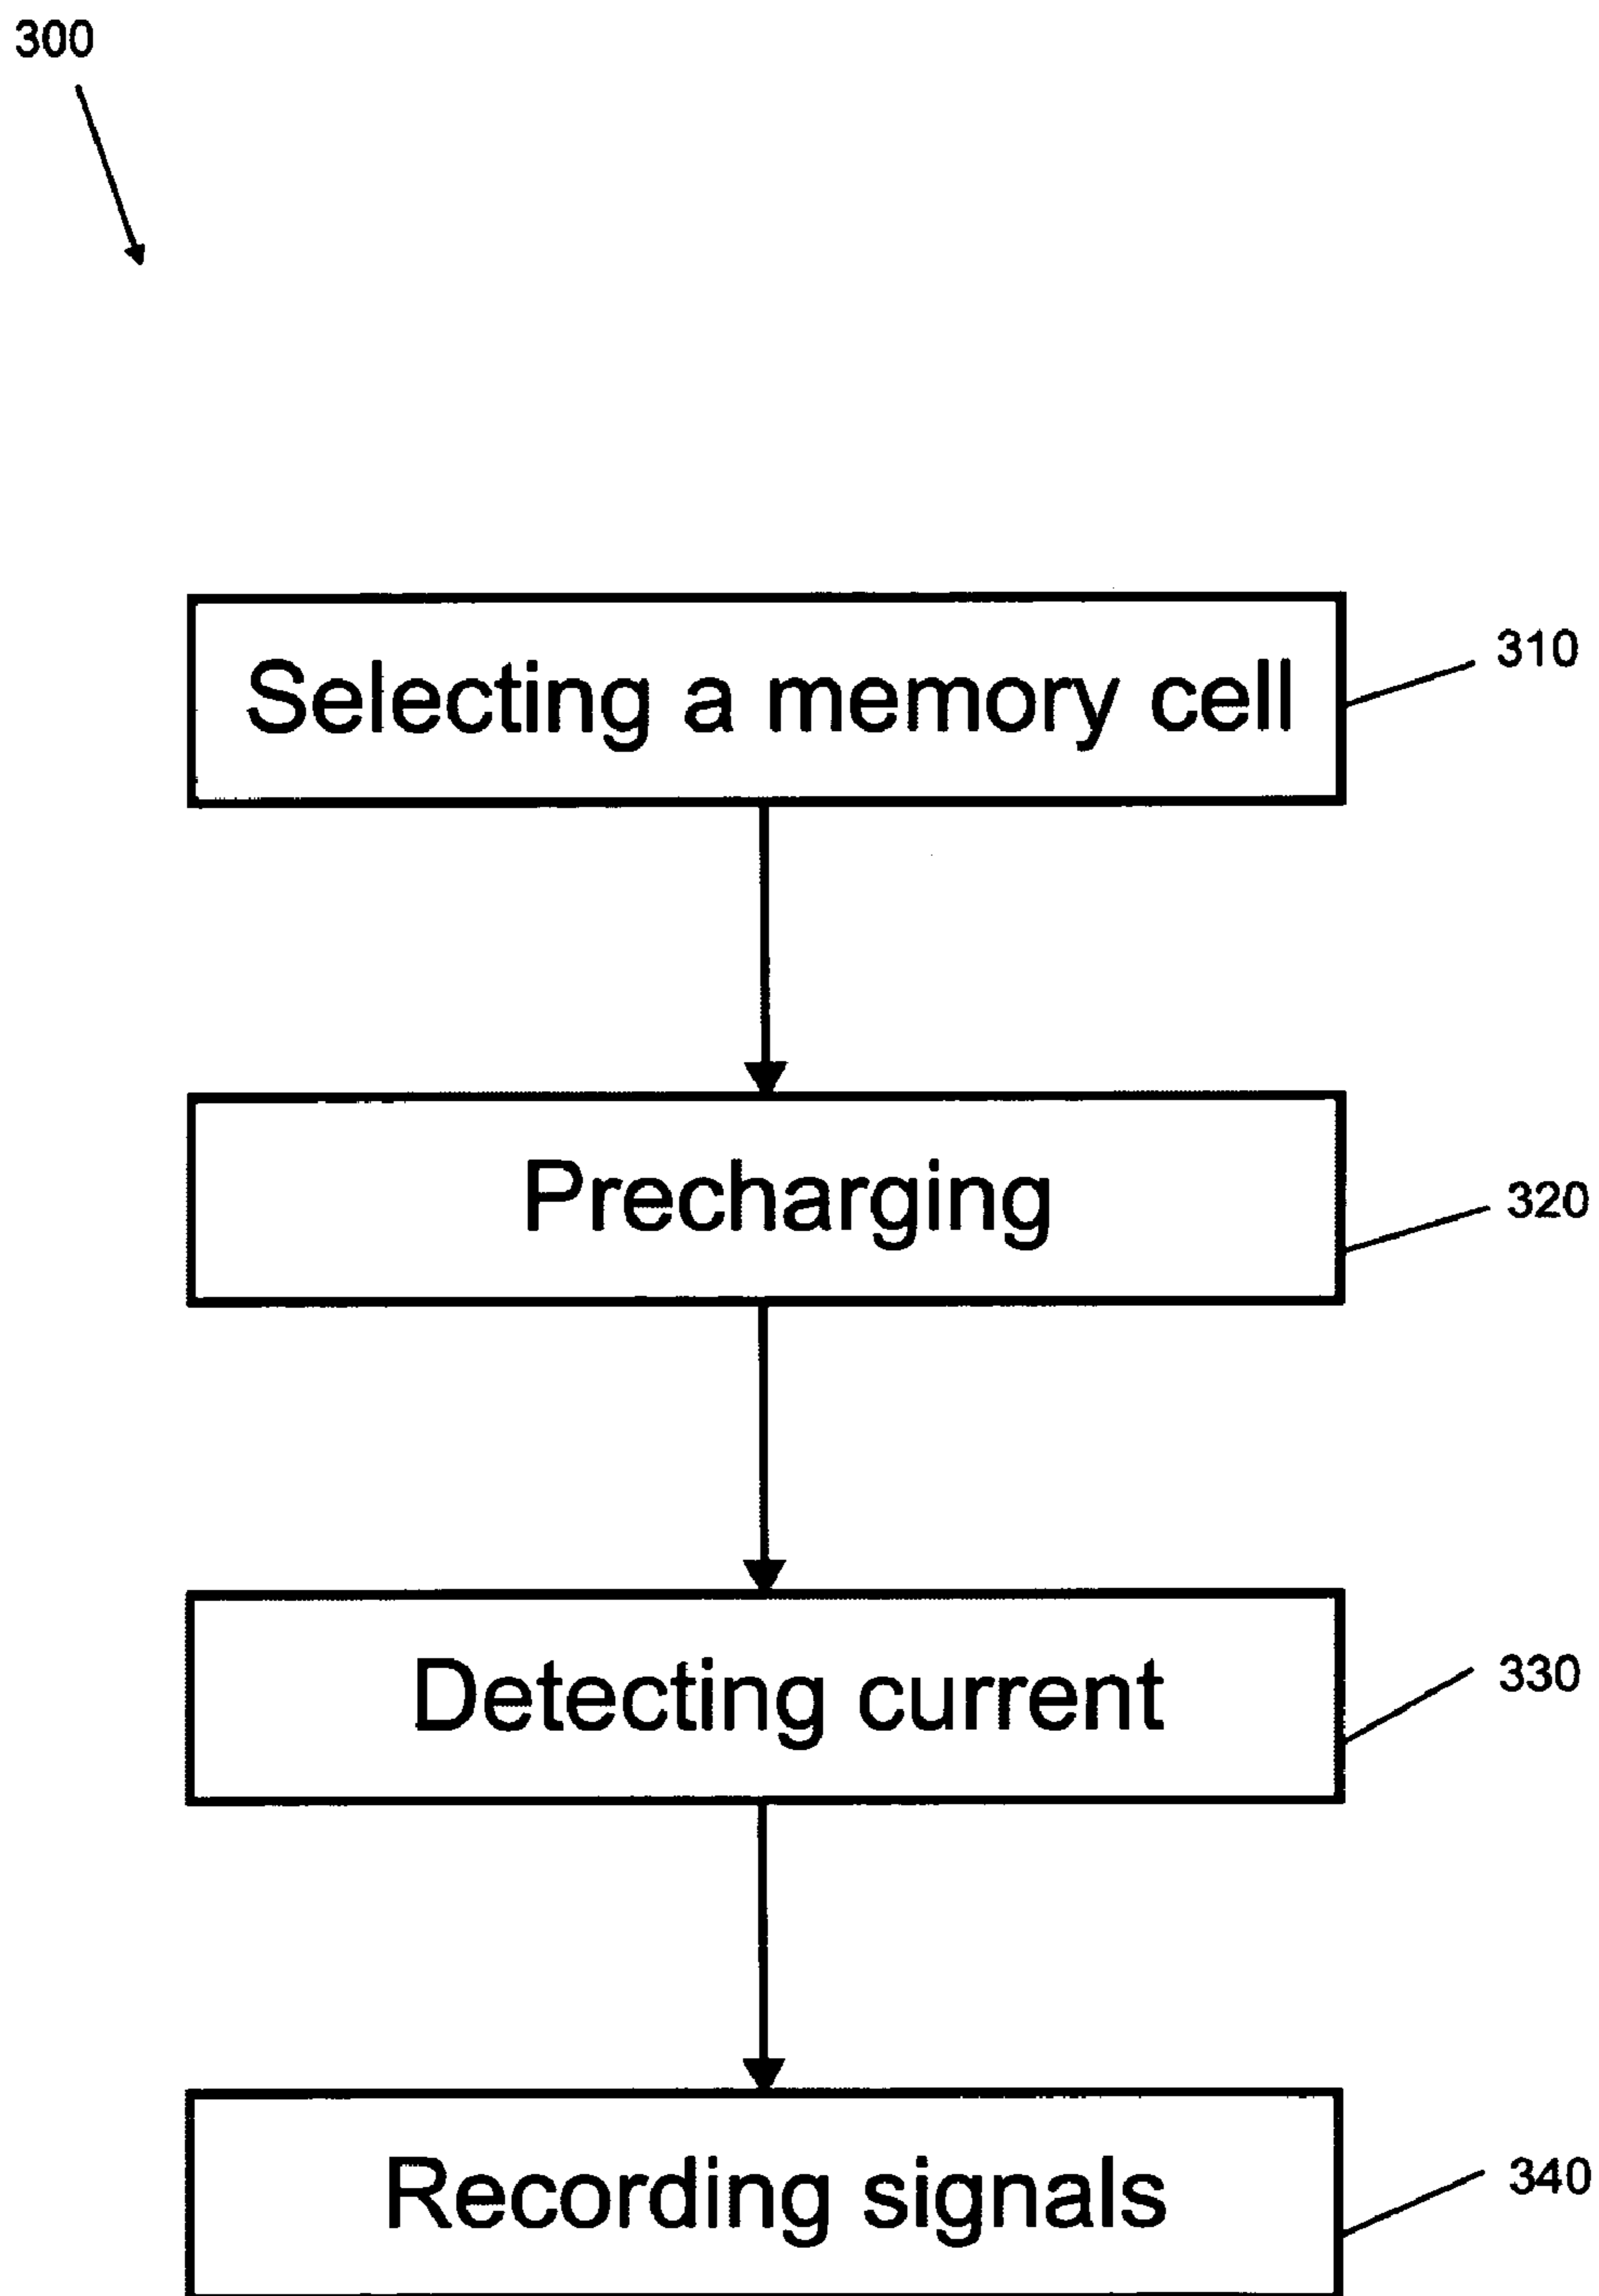 300
Selecting a memory cell
310
Precharging
320
Detecting current
330
Recording signals
340